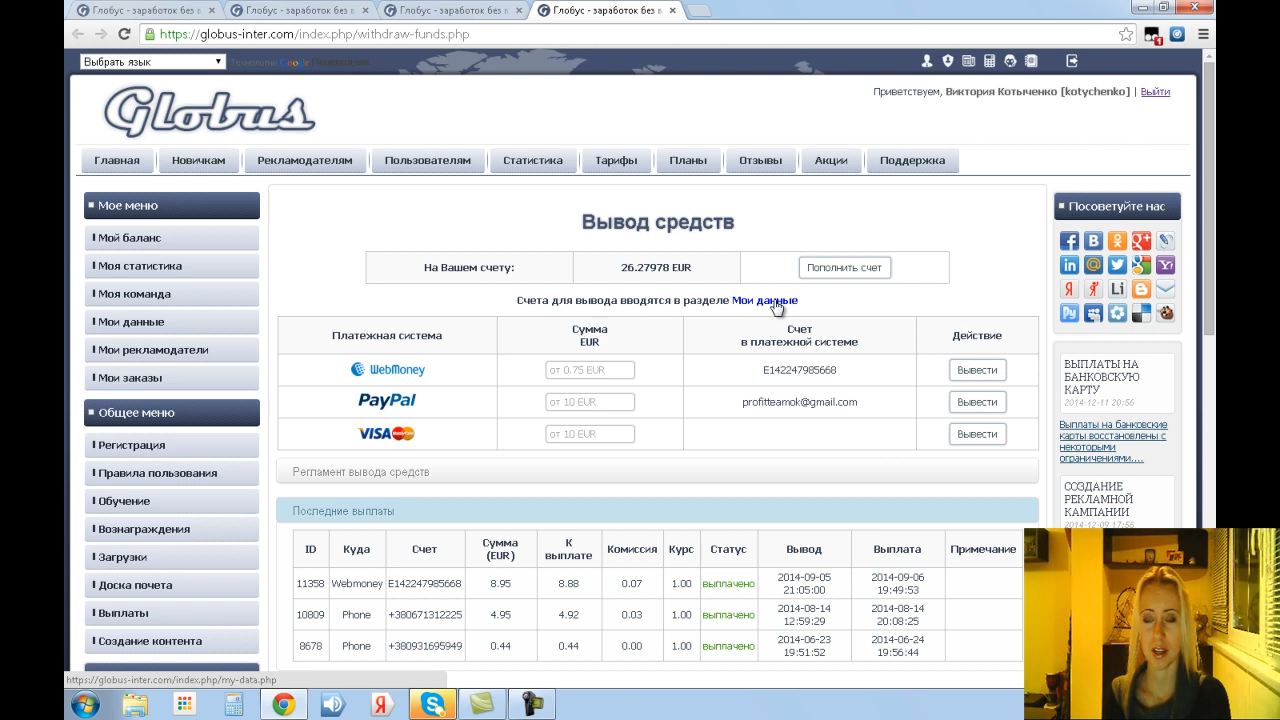 Глобус - заработок без в
Глобус - заработок без в
Глобус - заработок без в
Глобус - заработок без в
https://globus-inter.com/index.php/withdraw-funds.php
1
Выбрать язык
Globus
Приветствуем, Виктория Котыченко [kotychenko] | Выйти
Главная
Новичкам
Рекламодателям
Пользователям
Статистика
Тарифы
Планы
Отзывы
Акции
Поддержка
Мое меню
Мой баланс
Моя статистика
Моя команда
Мои данные
Мои рекламодатели
Мои заказы
Общее меню
Регистрация
Правила пользования
Обучение
Вознаграждения
Загрузки
Доска почета
Выплаты
Создание контента
Вывод средств
На Вашем счету: 26.27978 EUR Пополнить счет
Счета для вывода вводятся в разделе Мои данные
Платежная система
Сумма
EUR
Счет
в платежной системе
Действие
WebMoney от 0.75 EUR E142247985668 Вывести
PayPal от 10 EUR profitteamok@gmail.com Вывести
VISA от 10 EUR Вывести
Регламент вывода средств
Последние выплаты
ID Куда Счет Сумма (EUR) К выплате Комиссия Курс Статус Вывод Выплата Примечание
11358 Webmoney E142247985668 8.95 8.88 0.07 1.00 выплачено 2014-09-05 21:05:00 2014-09-06 19:49:53
10809 Phone +380671312225 4.95 4.92 0.03 1.00 выплачено 2014-08-14 12:59:29 2014-08-14 20:08:25
8678 Phone +380931695949 0.44 0.44 0.00 1.00 выплачено 2014-06-23 19:51:52 2014-06-24 19:56:44
Посоветуйте нас
ВЫПЛАТЫ НА
БАНКОВСКУЮ
КАРТУ
2014-12-11 20:56
Выплаты на банковские
карты восстановлены с
некоторыми
ограничениями....
СОЗДАНИЕ
РЕКЛАМНОЙ
КАМПАНИИ
2014-12-09 17:56
https://globus-inter.com/index.php/my-data.php